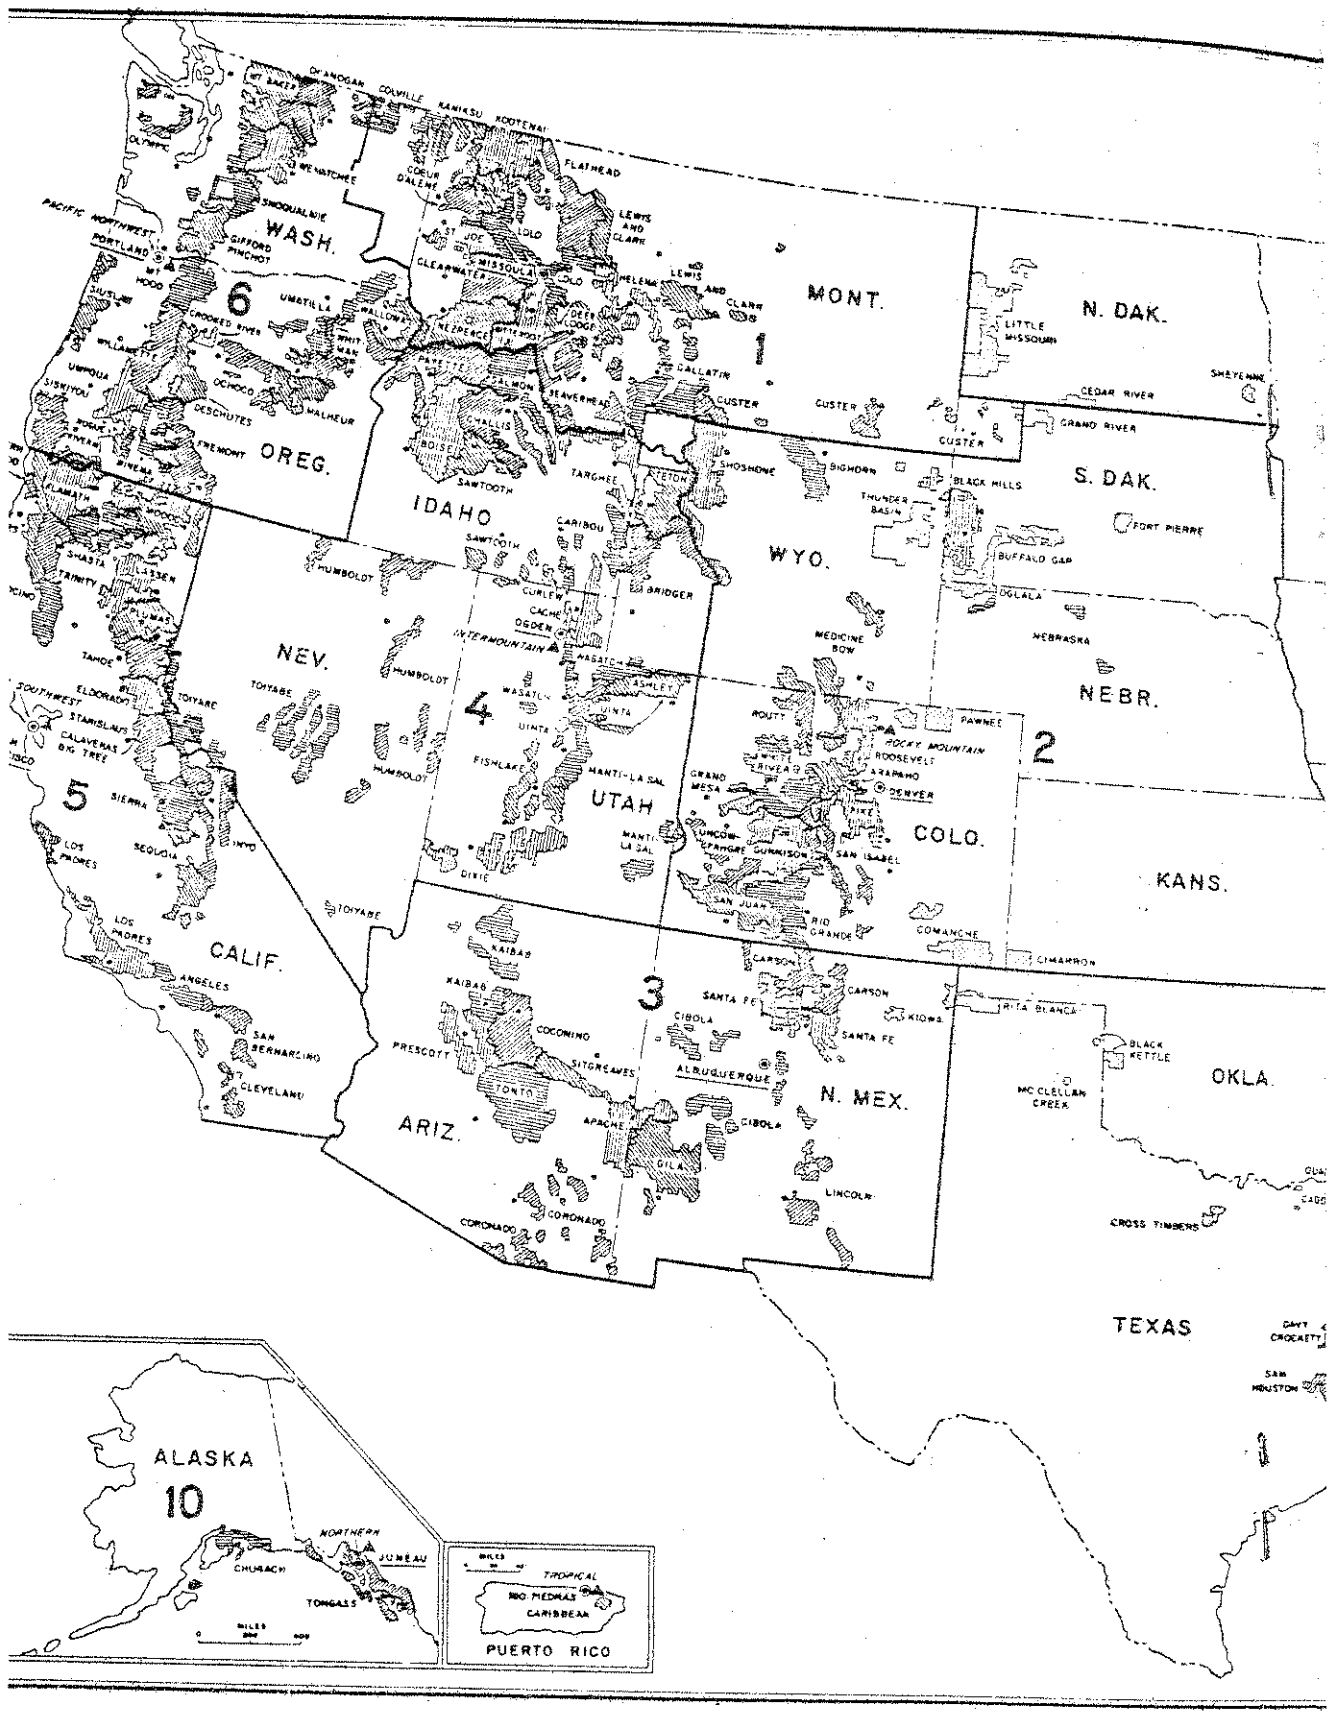 OKANOGAN
COLVILLE
KANIKSU
KOOTENAI
MT BAKER
OLYMPIC
WENATCHEE
COEUR
D'ALENE
FLATHEAD
SNOQUALMIE
PACIFIC NORTHWEST
PORTLAND
WASH.
GIFFORD
PINCHOT
MT
HOOD
ST
JOE
LOLO
LEWIS
AND
CLARK
CLEARWATER
MISSOULA
LOLO
HELENA
LEWIS
AND
CLARK
MONT.
1
N. DAK.
LITTLE
MISSOURI
SHEYENNE
CEDAR RIVER
GRAND RIVER
SIUSLAW
6
UMATILLA
WALLOWA
CROOKED RIVER
WHIT-
MAN
NEZPERCE
BITTERROOT
DEER
LODGE
WILLAMETTE
UMPQUA
SISKIYOU
OCHOCO
MALHEUR
DESCHUTES
PAYETTE
SALMON
CHALLIS
BEAVERHEAD
GALLATIN
CUSTER
CUSTER
CUSTER
ROGUE
RIVER
WINEMA
FREMONT
OREG.
BOISE
SAWTOOTH
TARGHEE
TETON
SHOSHONE
BIGHORN
BLACK HILLS
THUNDER
BASIN
S. DAK.
FORT PIERRE
BUFFALO GAP
OGLALA
NEBRASKA
NEBR.
KLAMATH
MODOC
IDAHO
SAWTOOTH
CARIBOU
WYO.
SHASTA
TRINITY
LASSEN
PLUMAS
HUMBOLDT
CURLEW
CACHE
OGDEN
INTERMOUNTAIN
BRIDGER
MEDICINE
BOW
TAHOE
NEV.
TOIYABE
HUMBOLDT
WASATCH
ASHLEY
WASATCH
UINTA
UINTA
4
ELDORADO
TOIYABE
SOUTHWEST
STANISLAUS
CALAVERAS
BIG TREE
ROUTT
PAWNEE
ROCKY MOUNTAIN
ROOSEVELT
2
WHITE
RIVER
ARAPAHO
DENVER
GRAND
MESA
PIKE
COLO.
KANS.
5
SIERRA
SEQUOIA
INYO
HUMBOLDT
FISHLAKE
MANTI-LA SAL
UTAH
MANTI
LA SAL
UNCOM-
PAHGRE
GUNNISON
SAN ISABEL
DIXIE
SAN JUAN
RIO
GRANDE
COMANCHE
CIMARRON
LOS
PADRES
LOS
PADRES
TOIYABE
CALIF.
ANGELES
SAN
BERNARDINO
CLEVELAND
KAIBAB
KAIBAB
3
CARSON
SANTA FE
CARSON
KIOWA
RITA BLANCA
SANTA FE
CIBOLA
COCONINO
PRESCOTT
SITGREAVES
ALBUQUERQUE
BLACK
KETTLE
OKLA.
MC CLELLAN
CREEK
TONTO
N. MEX.
ARIZ.
APACHE
CIBOLA
GILA
LINCOLN
CORONADO
CORONADO
CROSS TIMBERS
TEXAS
DAVY
CROCKETT
SAM
HOUSTON
ALASKA
10
NORTHERN
JUNEAU
CHUGACH
TONGASS
MILES
MILES
TROPICAL
RIO PIEDRAS
CARIBBEAN
PUERTO RICO